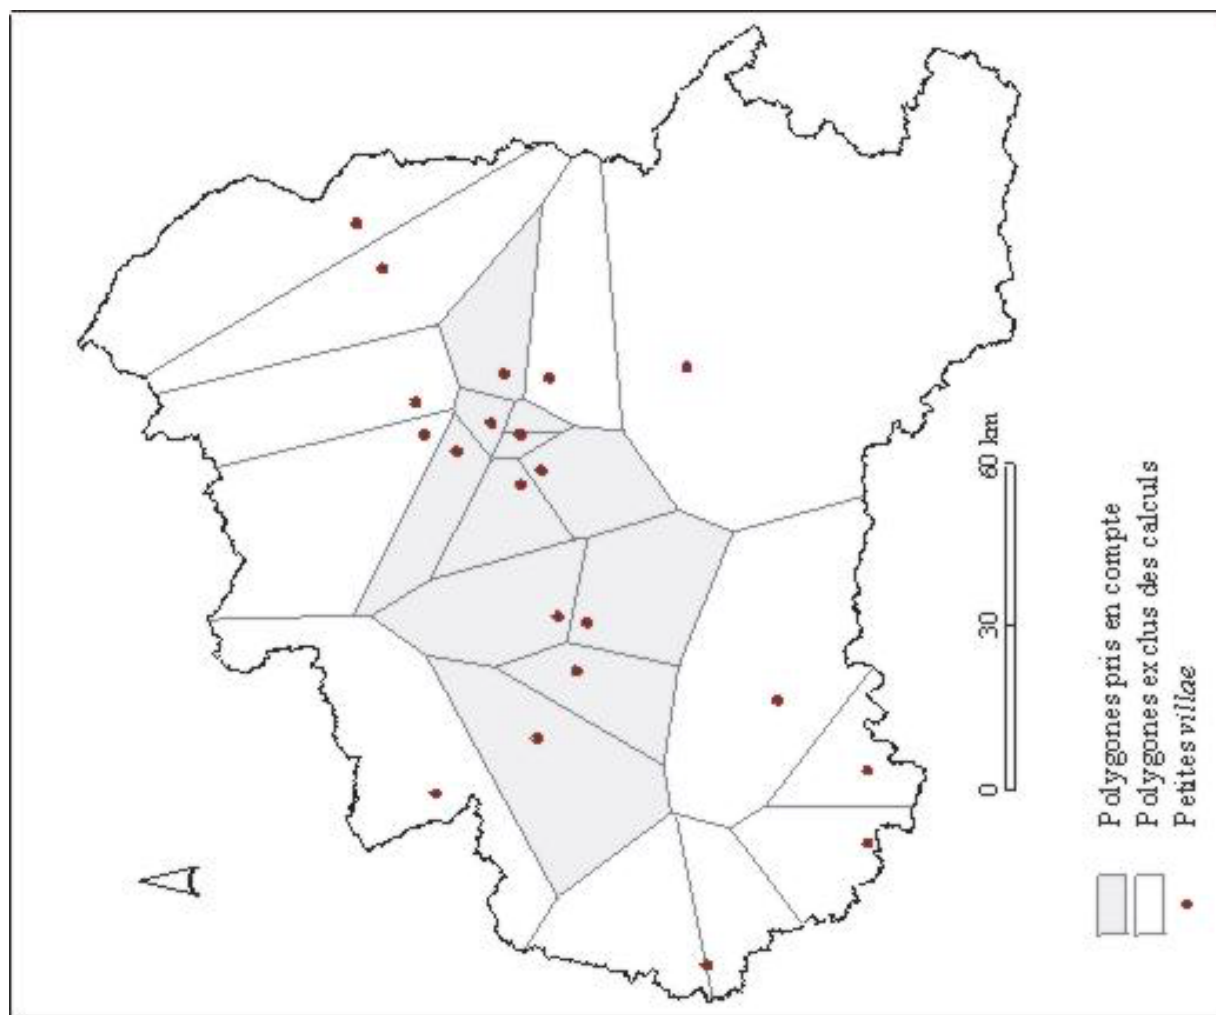 0 30 60 km
Polygones pris en compte
Polygones exclus des calculs
Petites villae